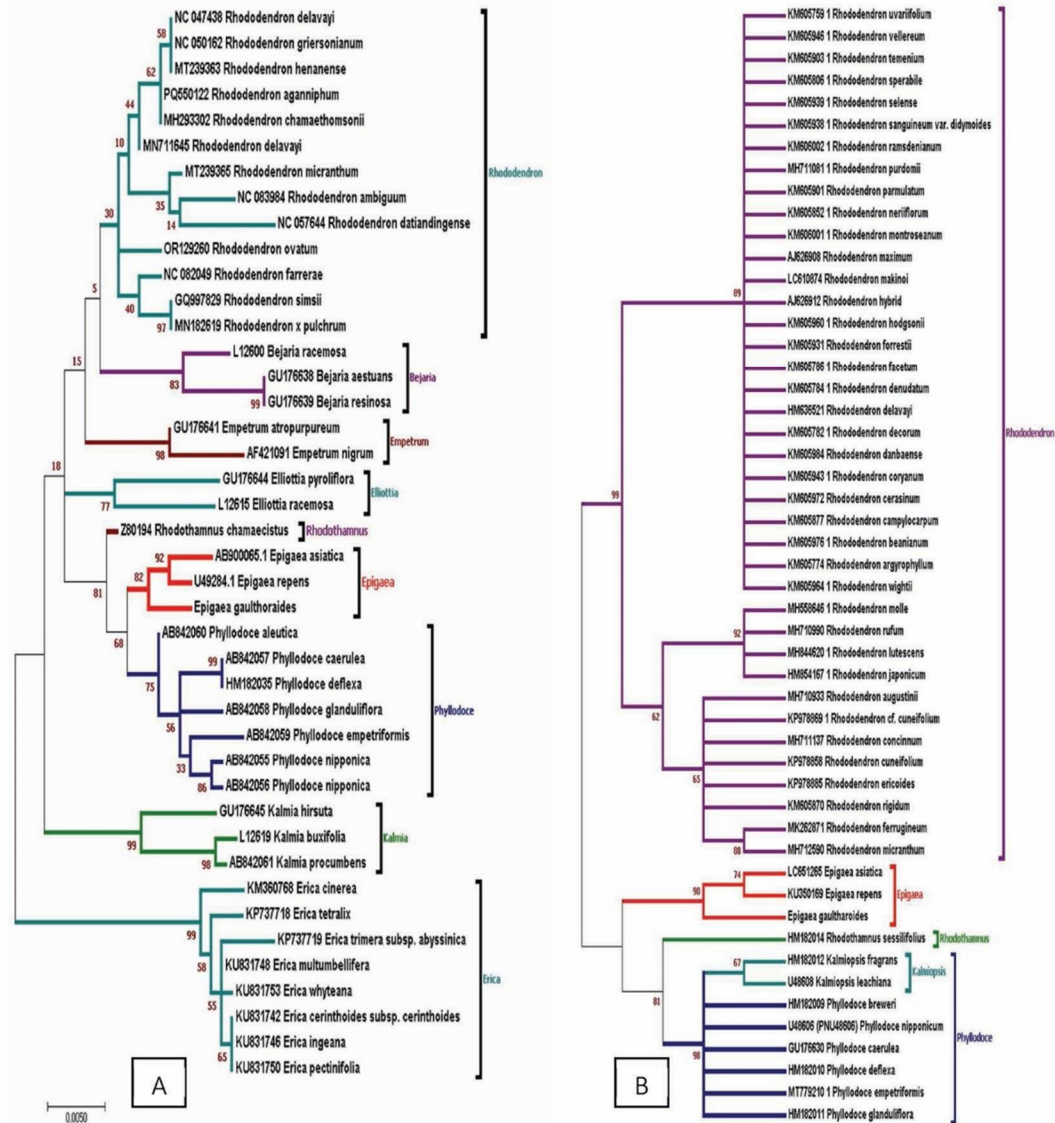 NC 047438 Rhododendron delavayi
58
NC 050162 Rhododendron griersonianum
MT239363 Rhododendron henanense
62
PQ550122 Rhododendron aganniphum
44
MH293302 Rhododendron chamaethomsonii
10
MN711645 Rhododendron delavayi
MT239365 Rhododendron micranthum
Rhododendron
35
NC 083984 Rhododendron ambiguum
30
14
NC 057644 Rhododendron datiandingense
OR129260 Rhododendron ovatum
NC 082049 Rhododendron farrerae
5
40
GQ997829 Rhododendron simsii
97
MN182619 Rhododendron x pulchrum
15
L12600 Bejaria racemosa
83
GU176638 Bejaria aestuans
Bejaria
99
GU176639 Bejaria resinosa
GU176641 Empetrum atropurpureum
Empetrum
98
AF421091 Empetrum nigrum
18
GU176644 Elliottia pyroliflora
Elliottia
77
L12615 Elliottia racemosa
Z80194 Rhodothamnus chamaecistus
Rhodothamnus
92
AB900065.1 Epigaea asiatica
82
U49284.1 Epigaea repens
Epigaea
81
Epigaea gaulthoraides
68
AB842060 Phyllodoce aleutica
99
AB842057 Phyllodoce caerulea
75
HM182035 Phyllodoce deflexa
AB842058 Phyllodoce glanduliflora
Phyllodoce
56
AB842059 Phyllodoce empetriformis
33
AB842055 Phyllodoce nipponica
86
AB842056 Phyllodoce nipponica
GU176645 Kalmia hirsuta
99
L12619 Kalmia buxifolia
Kalmia
98
AB842061 Kalmia procumbens
KM360768 Erica cinerea
99
KP737718 Erica tetralix
58
KP737719 Erica trimera subsp. abyssinica
KU831748 Erica multumbellifera
Erica
55
KU831753 Erica whyteana
KU831742 Erica cerinthoides subsp. cerinthoides
65
KU831746 Erica ingeana
KU831750 Erica pectinifolia
A
0.0050
KM605759 1 Rhododendron uvariifolium
KM605946 1 Rhododendron vellereum
KM605903 1 Rhododendron temenium
KM605806 1 Rhododendron sperabile
KM605939 1 Rhododendron selense
KM605938 1 Rhododendron sanguineum var. didymoides
KM606002 1 Rhododendron ramsdenianum
MH711081 1 Rhododendron purdomii
KM605901 Rhododendron parmulatum
KM605852 1 Rhododendron neriiflorum
KM606001 1 Rhododendron montroseanum
AJ626908 Rhododendron maximum
LC610874 Rhododendron makinoi
89
AJ626912 Rhododendron hybrid
KM605960 1 Rhododendron hodgsonii
KM605931 Rhododendron forrestii
KM605786 1 Rhododendron facetum
KM605784 1 Rhododendron denudatum
HM636521 Rhododendron delavayi
KM605782 1 Rhododendron decorum
Rhododendron
KM605984 Rhododendron danbaense
KM605943 1 Rhododendron coryanum
99
KM605972 Rhododendron cerasinum
KM605877 Rhododendron campylocarpum
KM605976 1 Rhododendron beanianum
KM605774 Rhododendron argyrophyllum
KM605964 1 Rhododendron wightii
MH558646 1 Rhododendron molle
92
MH710990 Rhododendron rufum
MH844620 1 Rhododendron lutescens
HM854167 1 Rhododendron japonicum
MH710933 Rhododendron augustinii
62
KP978869 1 Rhododendron cf. cuneifolium
MH711137 Rhododendron concinnum
KP978858 Rhododendron cuneifolium
65
KP978885 Rhododendron ericoides
KM605870 Rhododendron rigidum
MK262871 Rhododendron ferrugineum
88
MH712590 Rhododendron micranthum
74
LC651265 Epigaea asiatica
90
KU350169 Epigaea repens
Epigaea
Epigaea gaultharoides
HM182014 Rhodothamnus sessilifolius
Rhodothamnus
67
HM182012 Kalmiopsis fragrans
Kalmiopsis
U48608 Kalmiopsis leachiana
81
HM182009 Phyllodoce breweri
U48606 (PNU48606) Phyllodoce nipponicum
Phyllodoce
98
GU176630 Phyllodoce caerulea
HM182010 Phyllodoce deflexa
MT779210 1 Phyllodoce empetriformis
HM182011 Phyllodoce glanduliflora
B